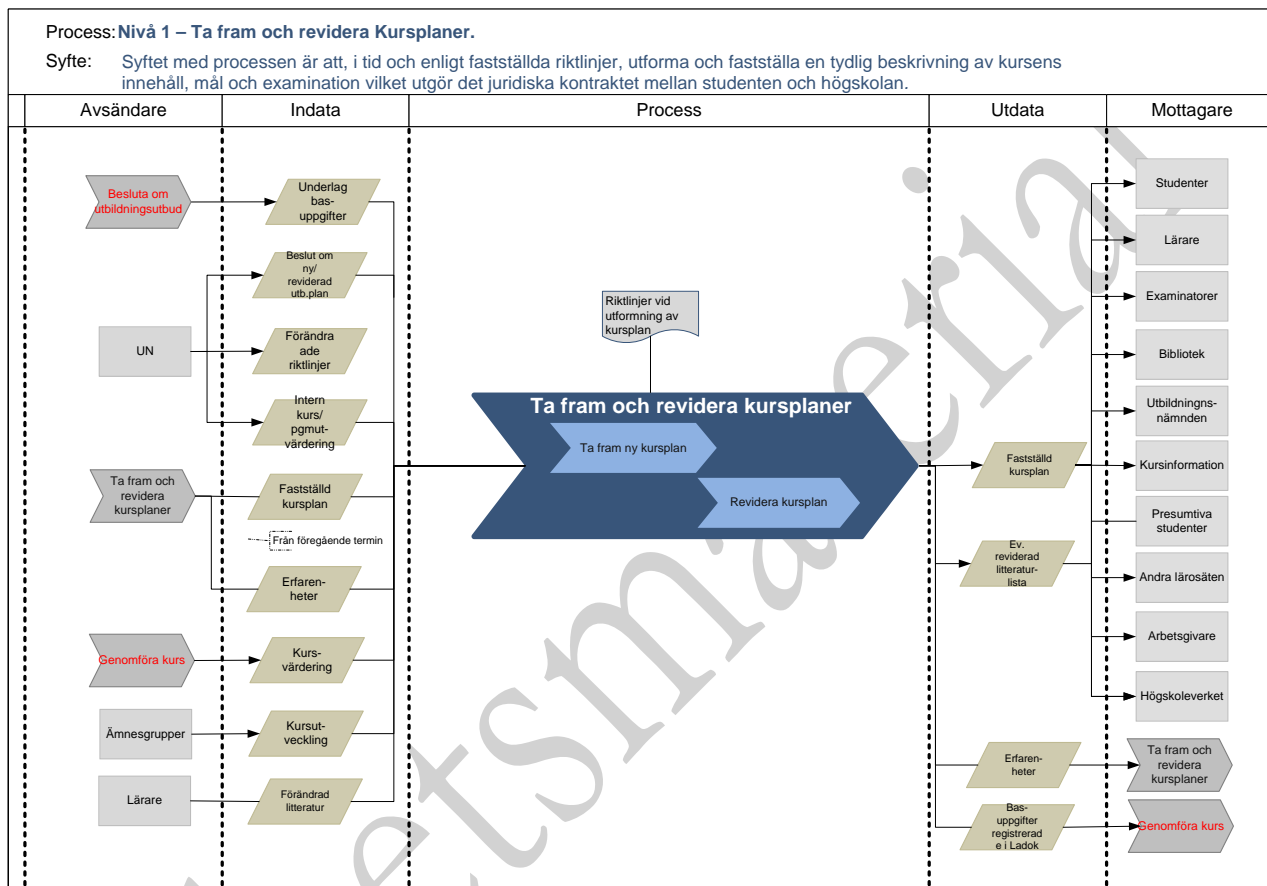 Process: Nivå 1 – Ta fram och revidera Kursplaner.
Syfte: Syftet med processen är att, i tid och enligt fastställda riktlinjer, utforma och fastställa en tydlig beskrivning av kursens
innehåll, mål och examination vilket utgör det juridiska kontraktet mellan studenten och högskolan.
Avsändare
Indata
Process
Utdata
Mottagare
Besluta om
utbildningsutbud
UN
Ta fram och
revidera
kursplaner
Genomföra kurs
Ämnesgrupper
Lärare
Underlag
bas-
uppgifter
Beslut om
ny/
reviderad
utb.plan
Förändra
ade
riktlinjer
Intern
kurs/
pgmut-
värdering
Fastställd
kursplan
Från föregående termin
Erfaren-
heter
Kurs-
värdering
Kursut-
veckling
Förändrad
litteratur
Riktlinjer vid
utformning av
kursplan
Ta fram och revidera kursplaner
Ta fram ny kursplan
Revidera kursplan
Fastställd
kursplan
Ev.
reviderad
litteratur-
lista
Erfaren-
heter
Bas-
uppgifter
registrerad
e i Ladok
Studenter
Lärare
Examinatorer
Bibliotek
Utbildningns-
nämnden
Kursinformation
Presumtiva
studenter
Andra lärosäten
Arbetsgivare
Högskoleverket
Ta fram och
revidera
kursplaner
Genomföra kurs
etsmaterial